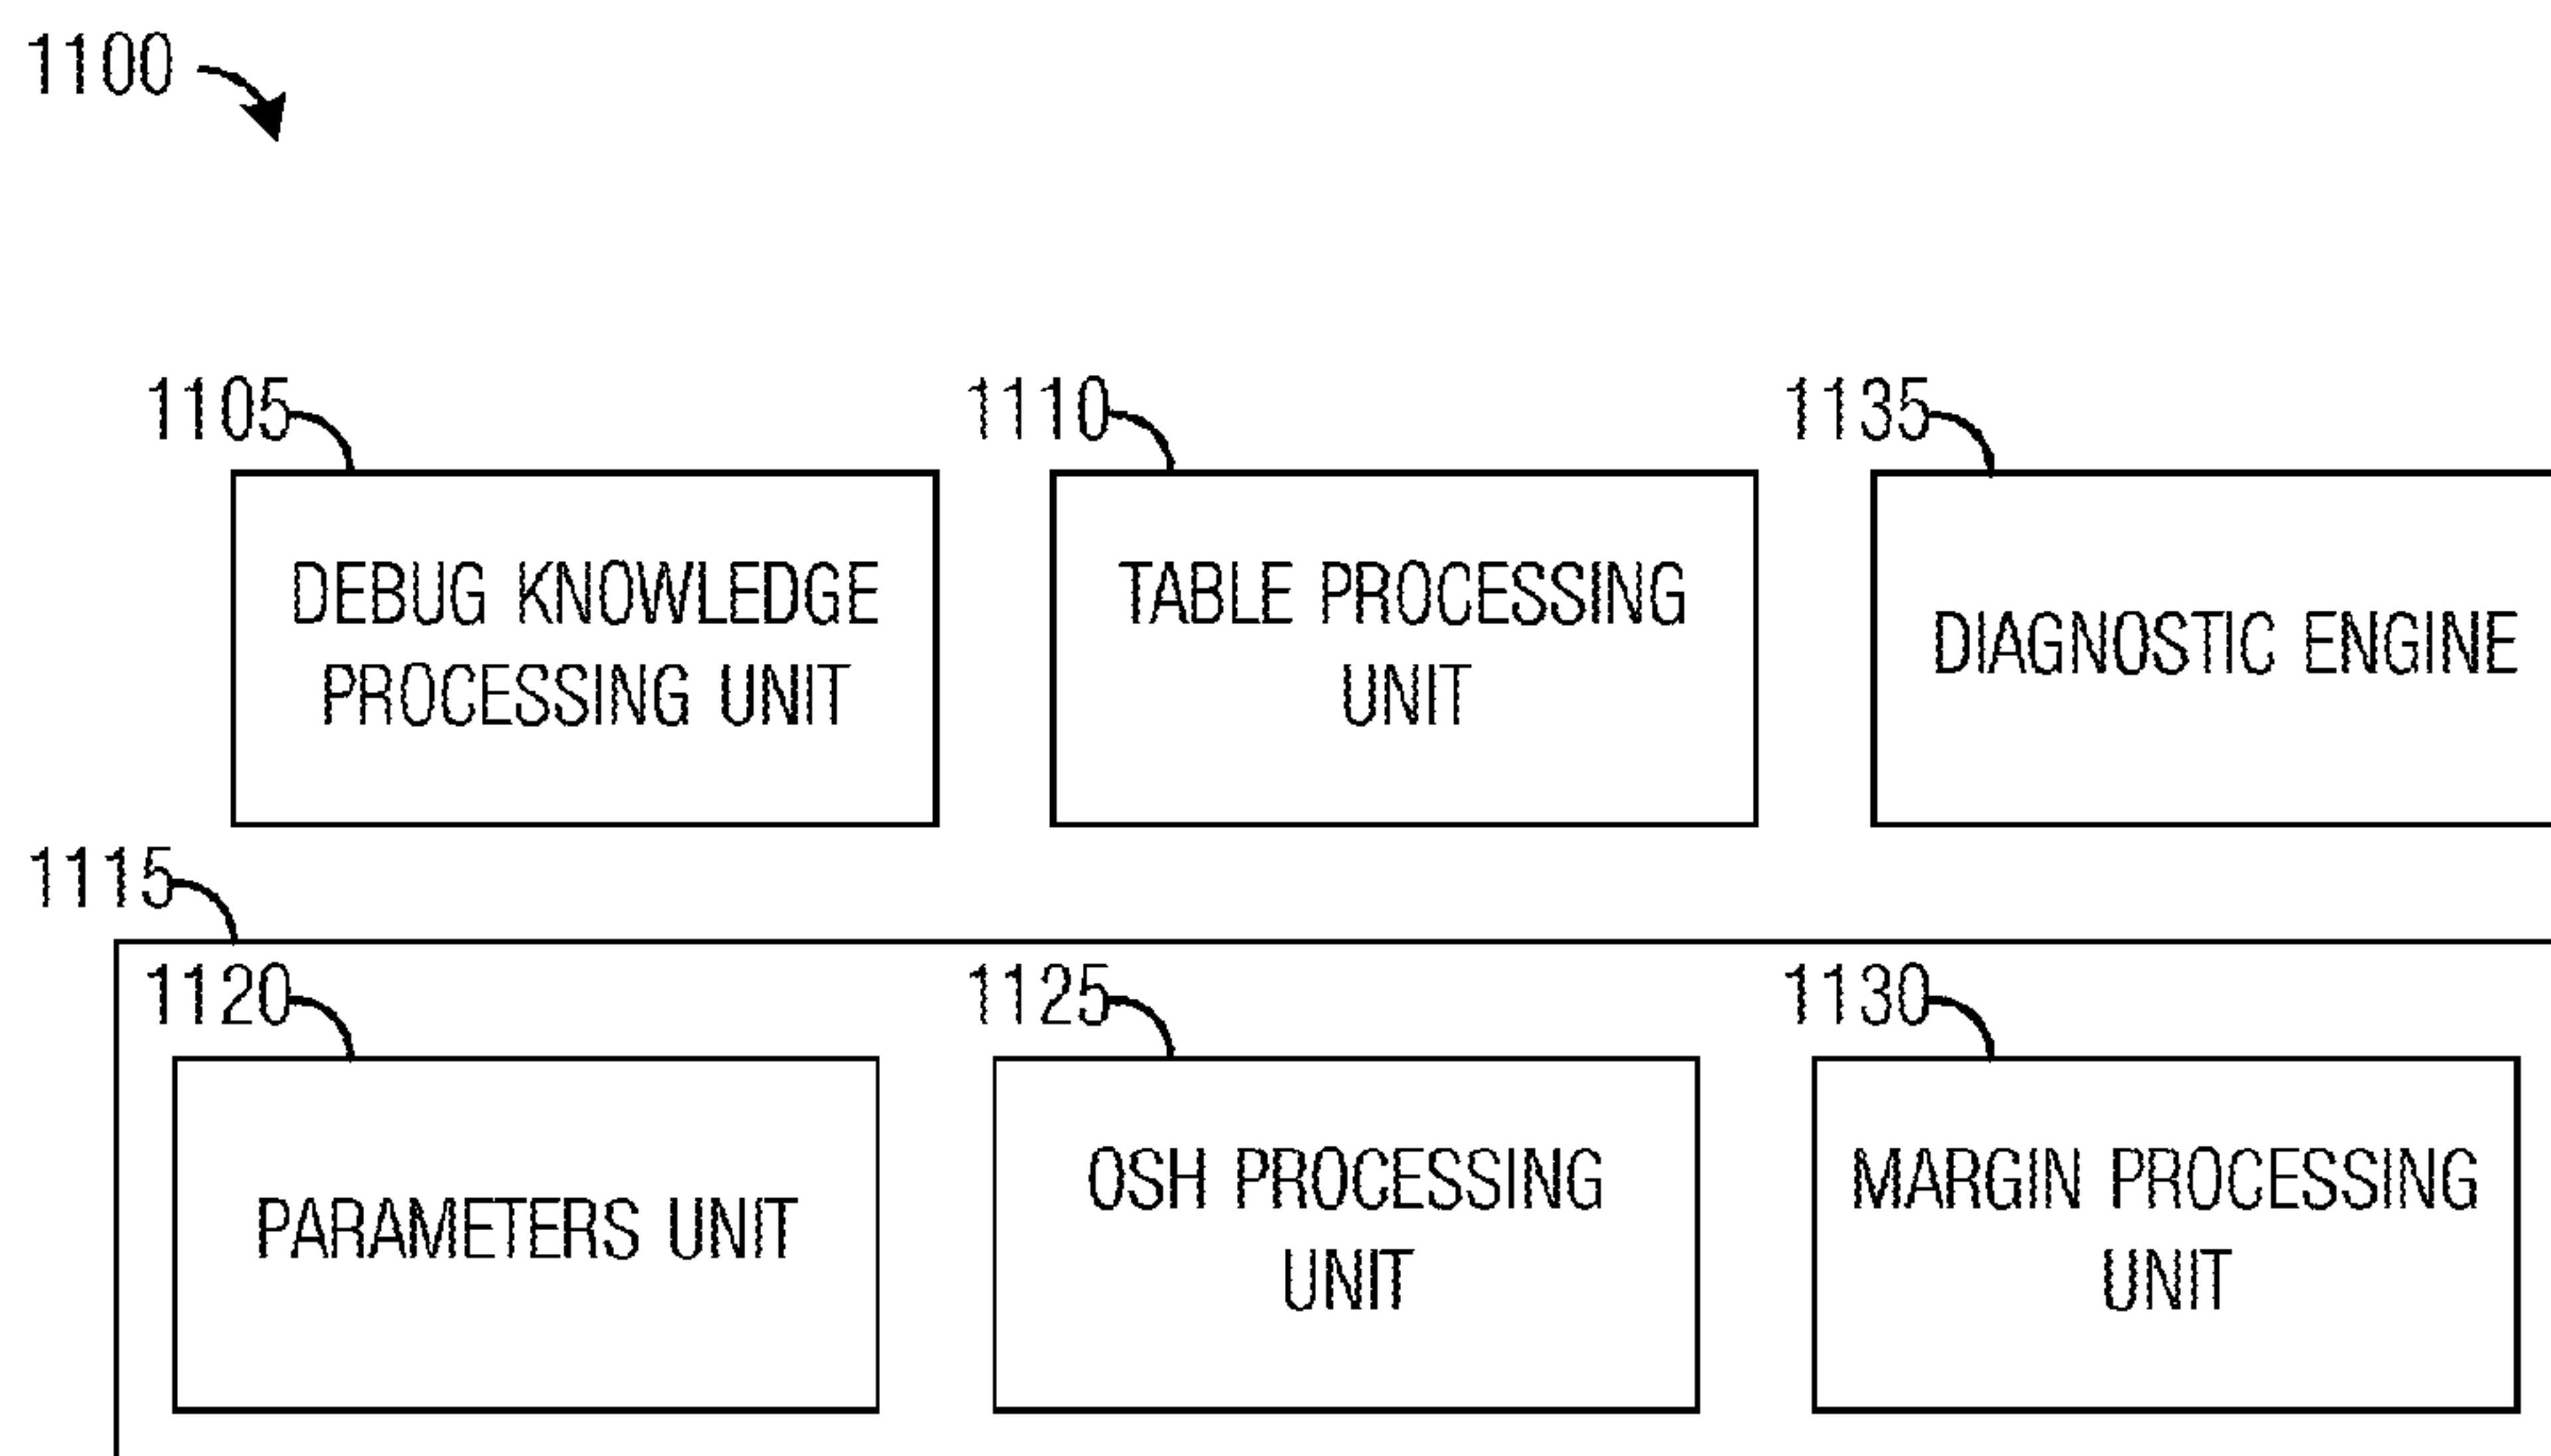 1100
1105
DEBUG KNOWLEDGE
PROCESSING UNIT
1110
TABLE PROCESSING
UNIT
1135
DIAGNOSTIC ENGINE
1115
1120
PARAMETERS UNIT
1125
OSH PROCESSING
UNIT
1130
MARGIN PROCESSING
UNIT